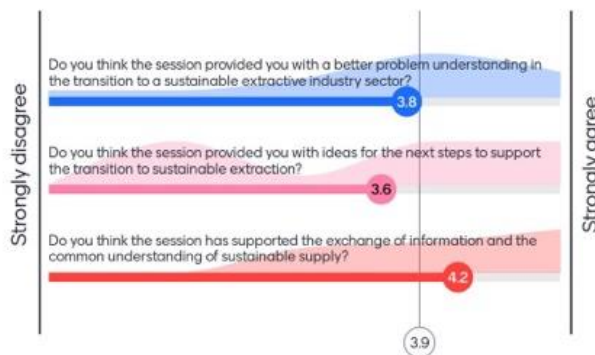 Strongly disagree
Do you think the session provided you with a better problem understanding in
the transition to a sustainable extractive industry sector?
3.8
Do you think the session provided you with ideas for the next steps to support
the transition to sustainable extraction?
3.6
Do you think the session has supported the exchange of information and the
common understanding of sustainable supply?
4.2
3.9
Strongly agree